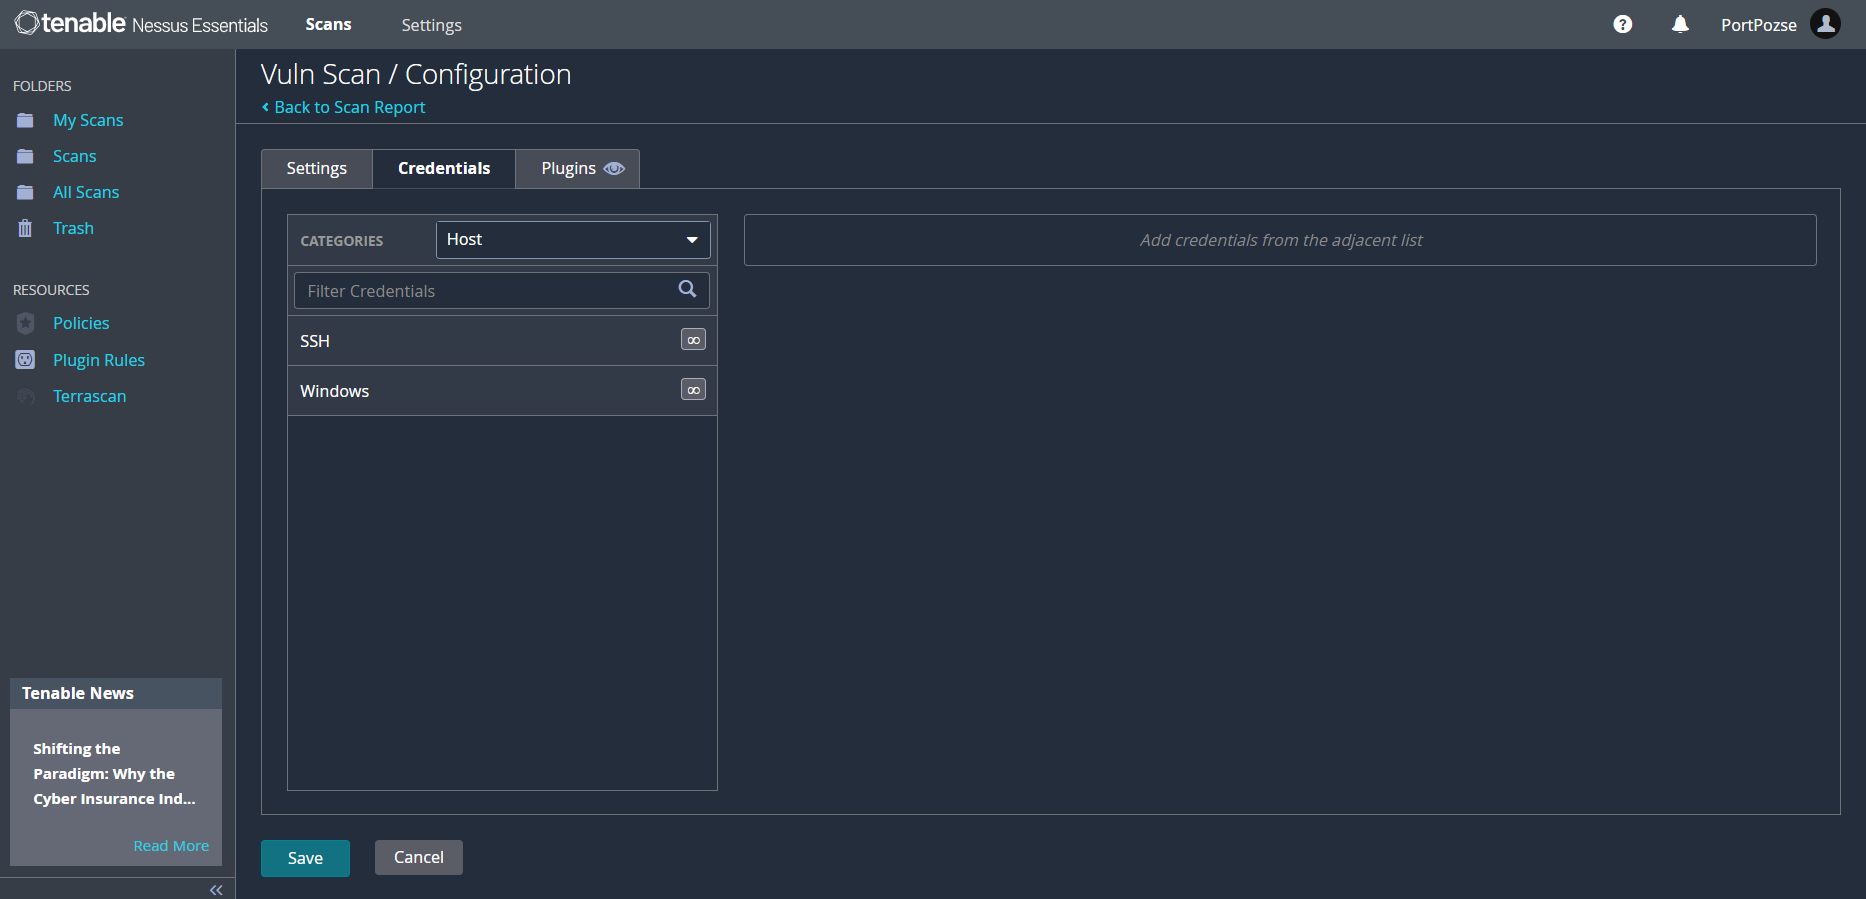 tenable Nessus Essentials
Scans
Settings
PortPozse
FOLDERS
My Scans
Scans
All Scans
Trash
RESOURCES
Policies
Plugin Rules
Terrascan
Tenable News
Shifting the
Paradigm: Why the
Cyber Insurance Ind...
Read More
Vuln Scan / Configuration
Back to Scan Report
Settings
Credentials
Plugins
CATEGORIES
Host
Filter Credentials
SSH
∞
Windows
∞
Add credentials from the adjacent list
Save
Cancel